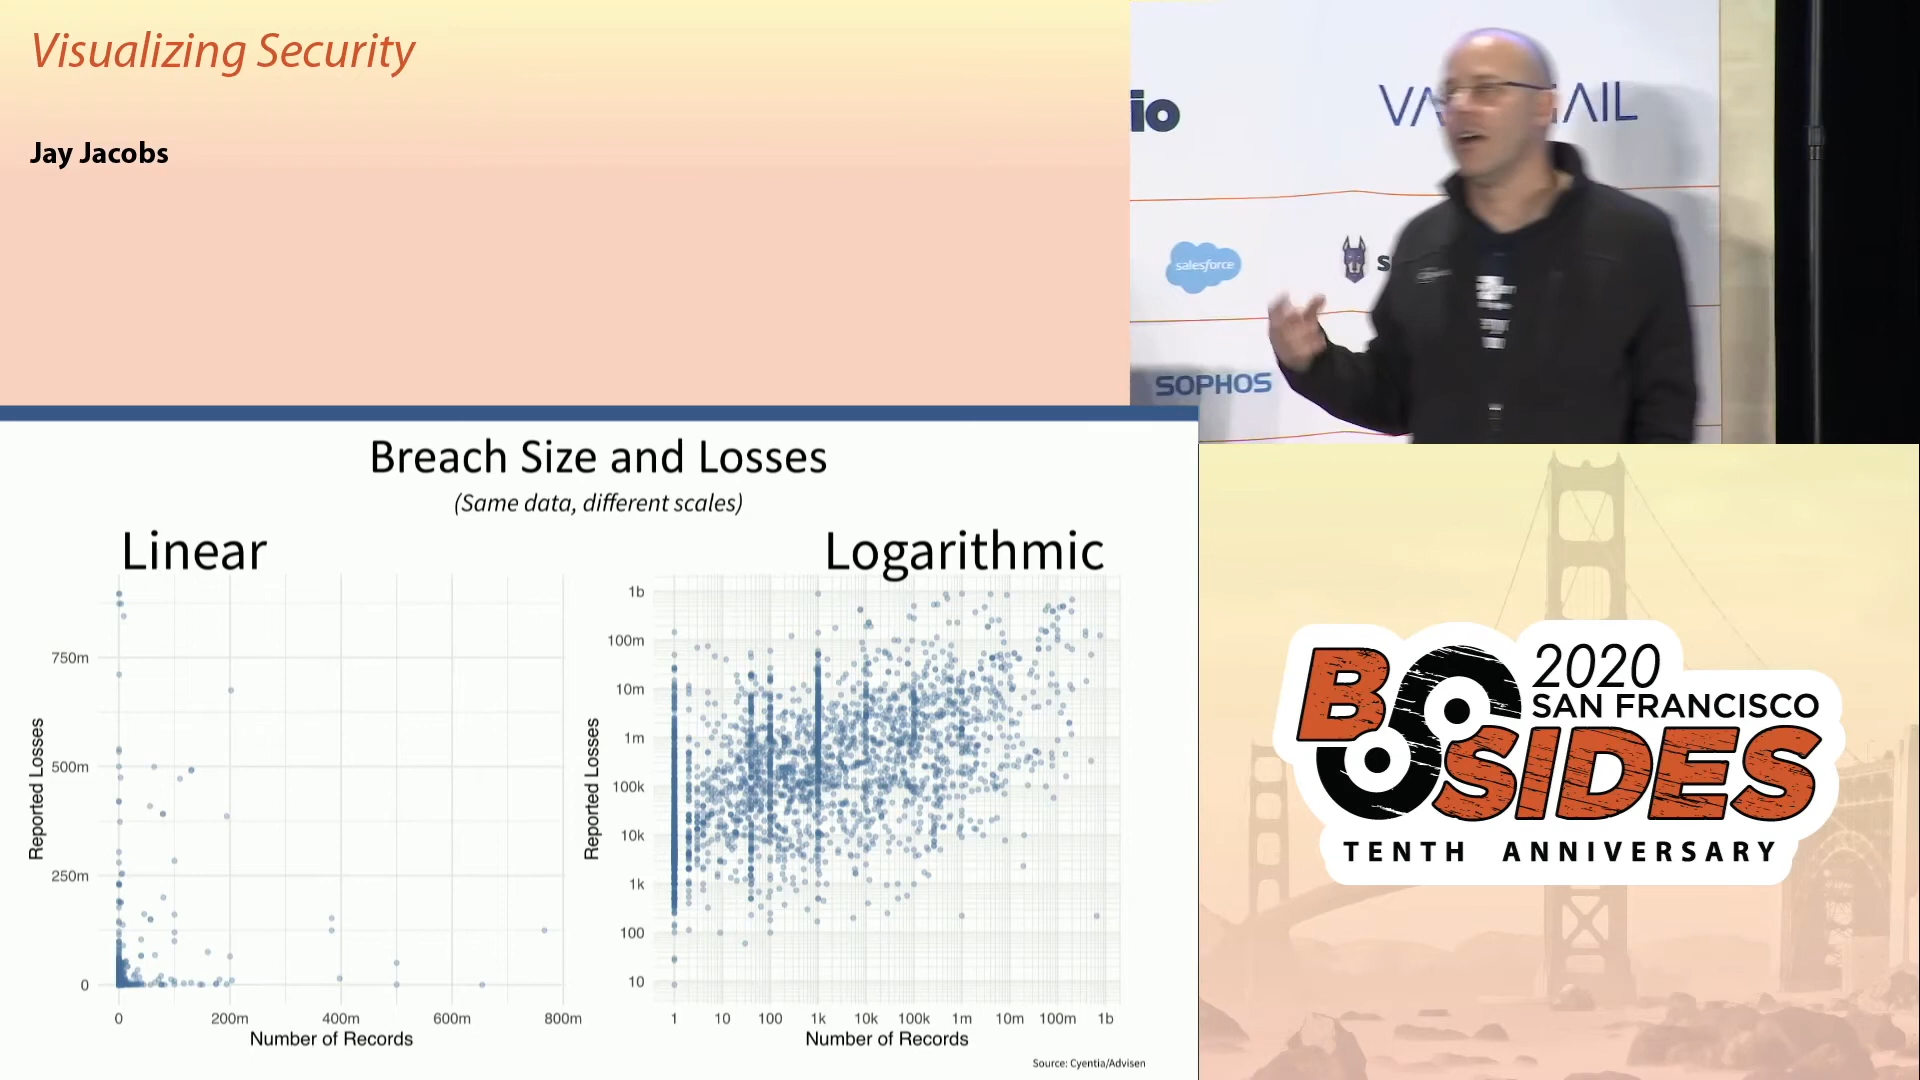 Visualizing Security
Jay Jacobs
io
salesforce
SOPHOS
Breach Size and Losses
(Same data, different scales)
Linear
Reported Losses
750m
500m
250m
0
0 200m 400m 600m 800m
Number of Records
Logarithmic
Reported Losses
1b
100m
10m
1m
100k
10k
1k
100
10
1 10 100 1k 10k 100k 1m 10m 100m 1b
Number of Records
Source: Cyentia/Advisen
2020
SAN FRANCISCO
BSIDES
TENTH ANNIVERSARY